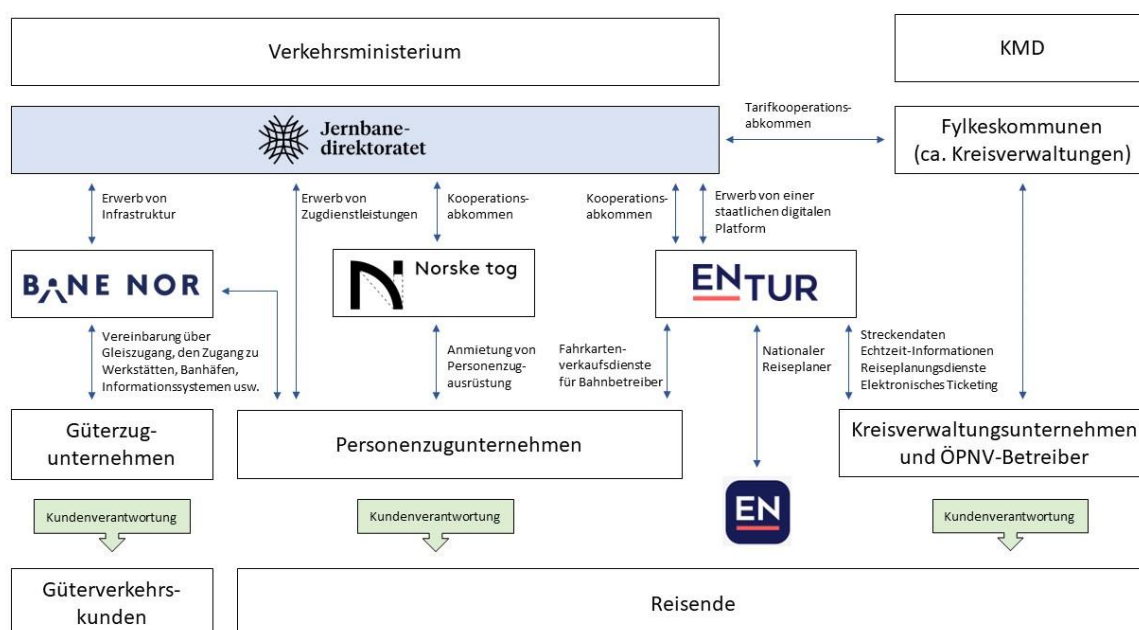 Verkehrsministerium
KMD
Jernbane-
direktoratet
Tarifkooperations-
abkommen
Fylkeskommunen
(ca. Kreisverwaltungen)
Erwerb von
Infrastruktur
Erwerb von
Zugdienstleistungen
Kooperations-
abkommen
Kooperations-
abkommen
Erwerb von einer
staatlichen digitalen
Platform
BANE NOR
Norske tog
ENTUR
Vereinbarung über
Gleiszugang, den Zugang zu
Werkstätten, Banhäfen,
Informationssystemen usw.
Anmietung von
Personenzug-
ausrüstung
Fahrkarten-
verkaufsdienste
für Bahnbetreiber
Nationaler
Reiseplaner
Streckendaten
Echtzeit-Informationen
Reiseplanungsdienste
Elektronisches Ticketing
Güterzug-
unternehmen
Personenzugunternehmen
Kreisverwaltungsunternehmen
und ÖPNV-Betreiber
EN
Kundenverantwortung
Kundenverantwortung
Kundenverantwortung
Güterverkehrs-
kunden
Reisende